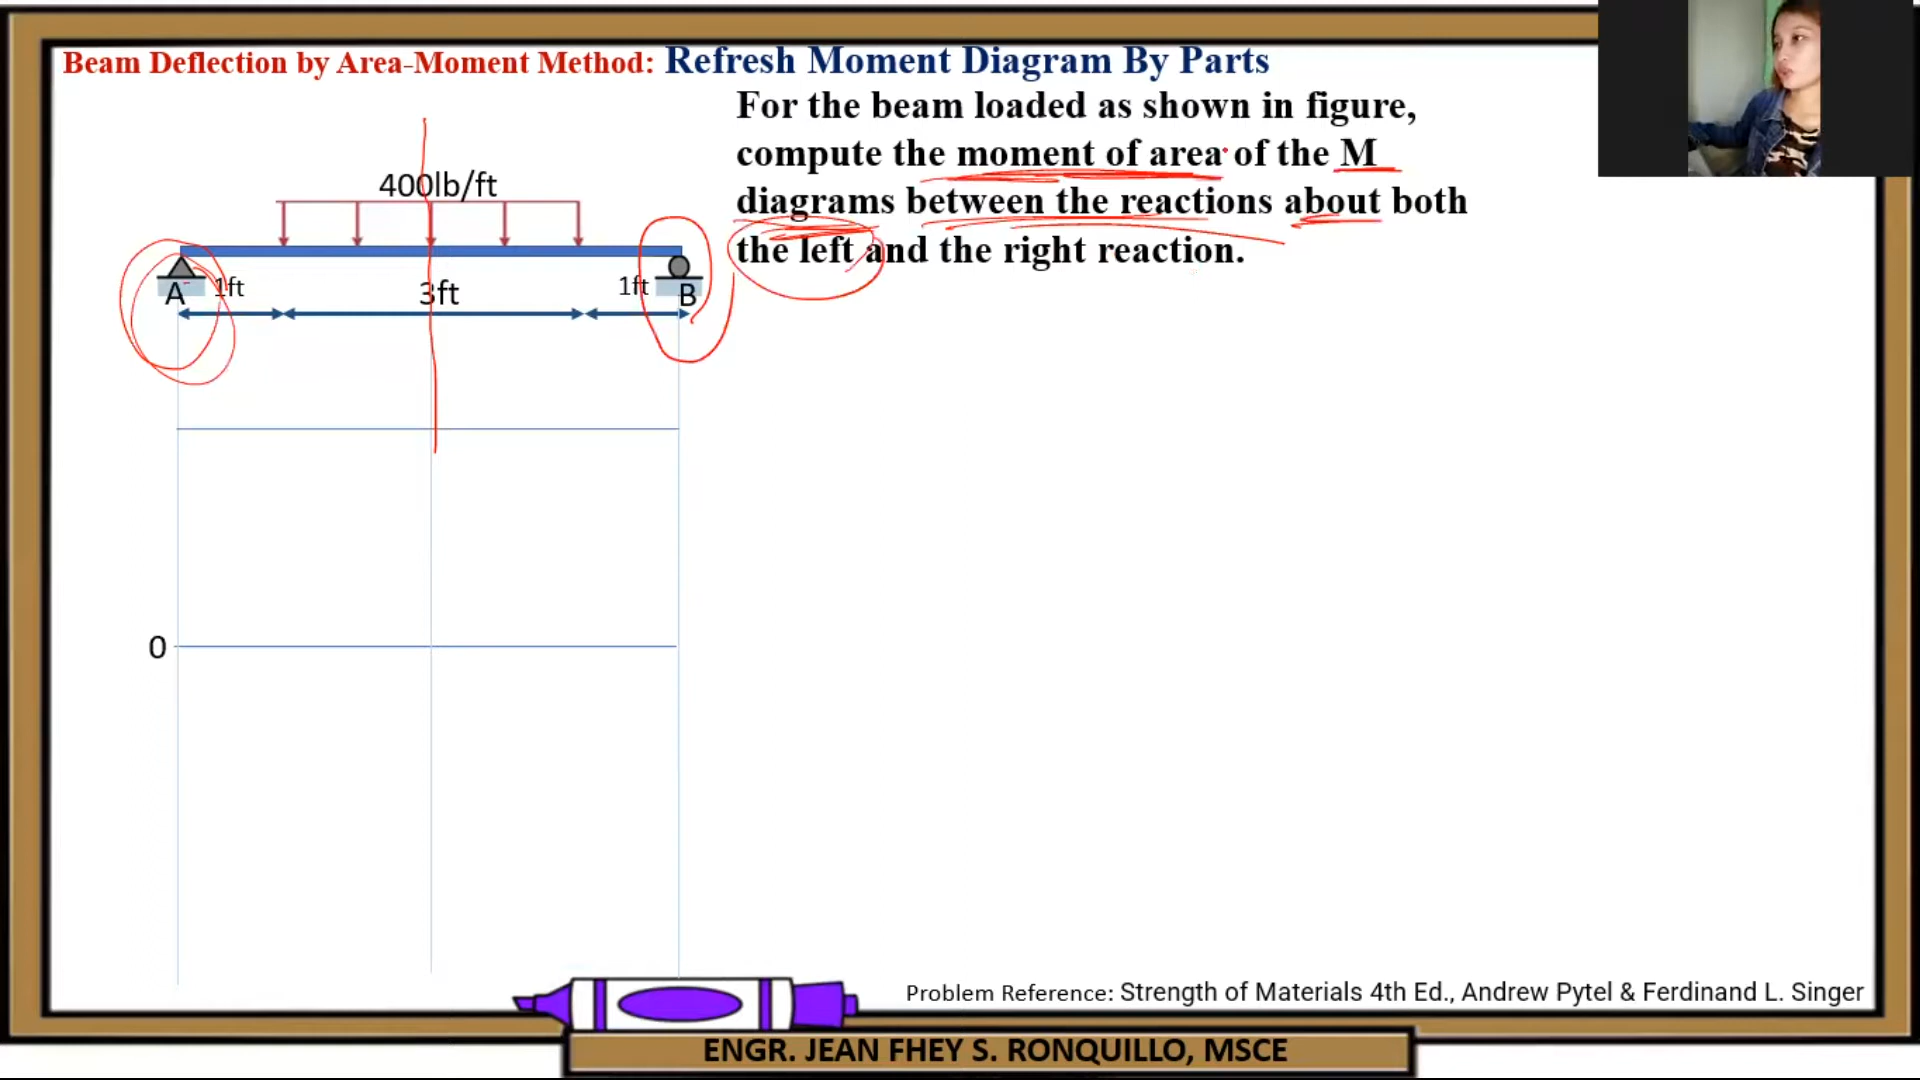 Beam Deflection by Area-Moment Method: Refresh Moment Diagram By Parts
For the beam loaded as shown in figure,
compute the moment of area of the M
diagrams between the reactions about both
the left and the right reaction.
400lb/ft
A 1ft 3ft 1ft B
0
Problem Reference: Strength of Materials 4th Ed., Andrew Pytel & Ferdinand L. Singer
ENGR. JEAN FHEY S. RONQUILLO, MSCE